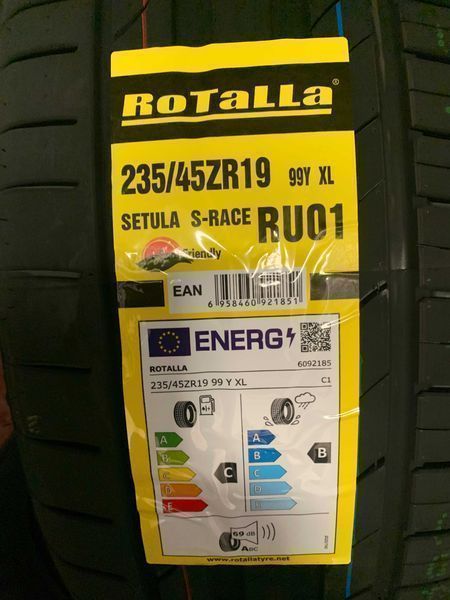 RoTaLLa®
235/45ZR19 99Y XL
SETULA S-RACE RU01
friendly
EAN
6 958460 921851
ENERG
ROTALLA 6092185
235/45ZR19 99 Y XL C1
A A
B B
C C
D D
E E
C B
69 dB
ABC
www.rotallatyre.net